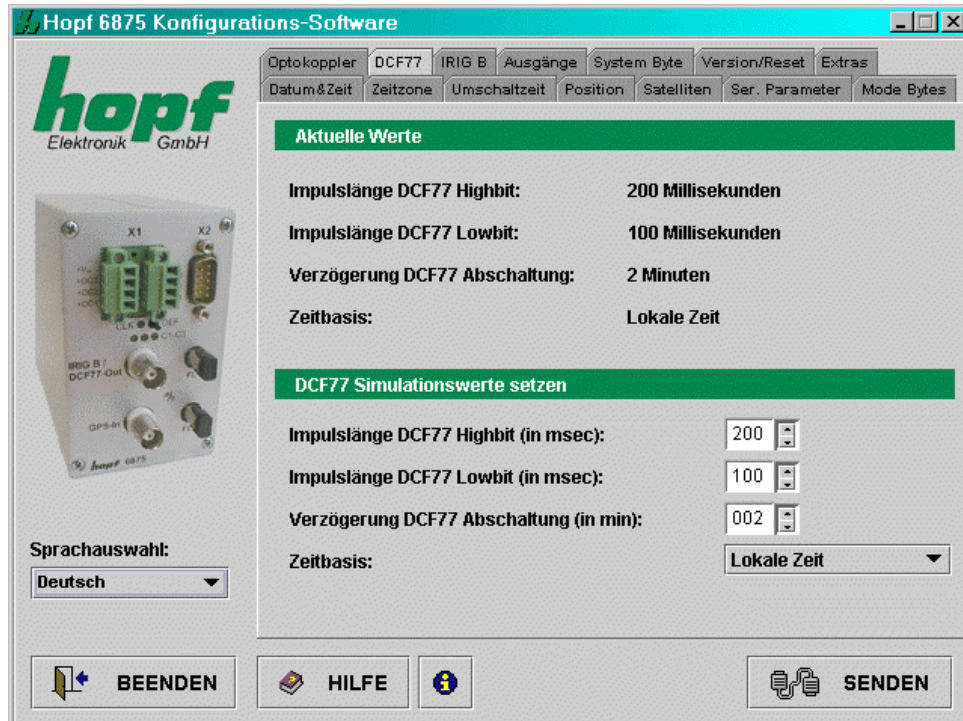 Hopf 6875 Konfigurations-Software
hopf
Elektronik GmbH
Optokoppler DCF77 IRIG B Ausgänge System Byte Version/Reset Extras
Datum&Zeit Zeitzone Umschaltzeit Position Satelliten Ser. Parameter Mode Bytes
Aktuelle Werte
Impulslänge DCF77 Highbit: 200 Millisekunden
Impulslänge DCF77 Lowbit: 100 Millisekunden
Verzögerung DCF77 Abschaltung: 2 Minuten
Zeitbasis: Lokale Zeit
DCF77 Simulationswerte setzen
Impulslänge DCF77 Highbit (in msec): 200
Impulslänge DCF77 Lowbit (in msec): 100
Verzögerung DCF77 Abschaltung (in min): 002
Zeitbasis: Lokale Zeit
X1 X2
CLK
C1-C3
IRIG B /
DCF77-Out
GPS-In
hopf 6875
Sprachauswahl:
Deutsch
BEENDEN HILFE SENDEN